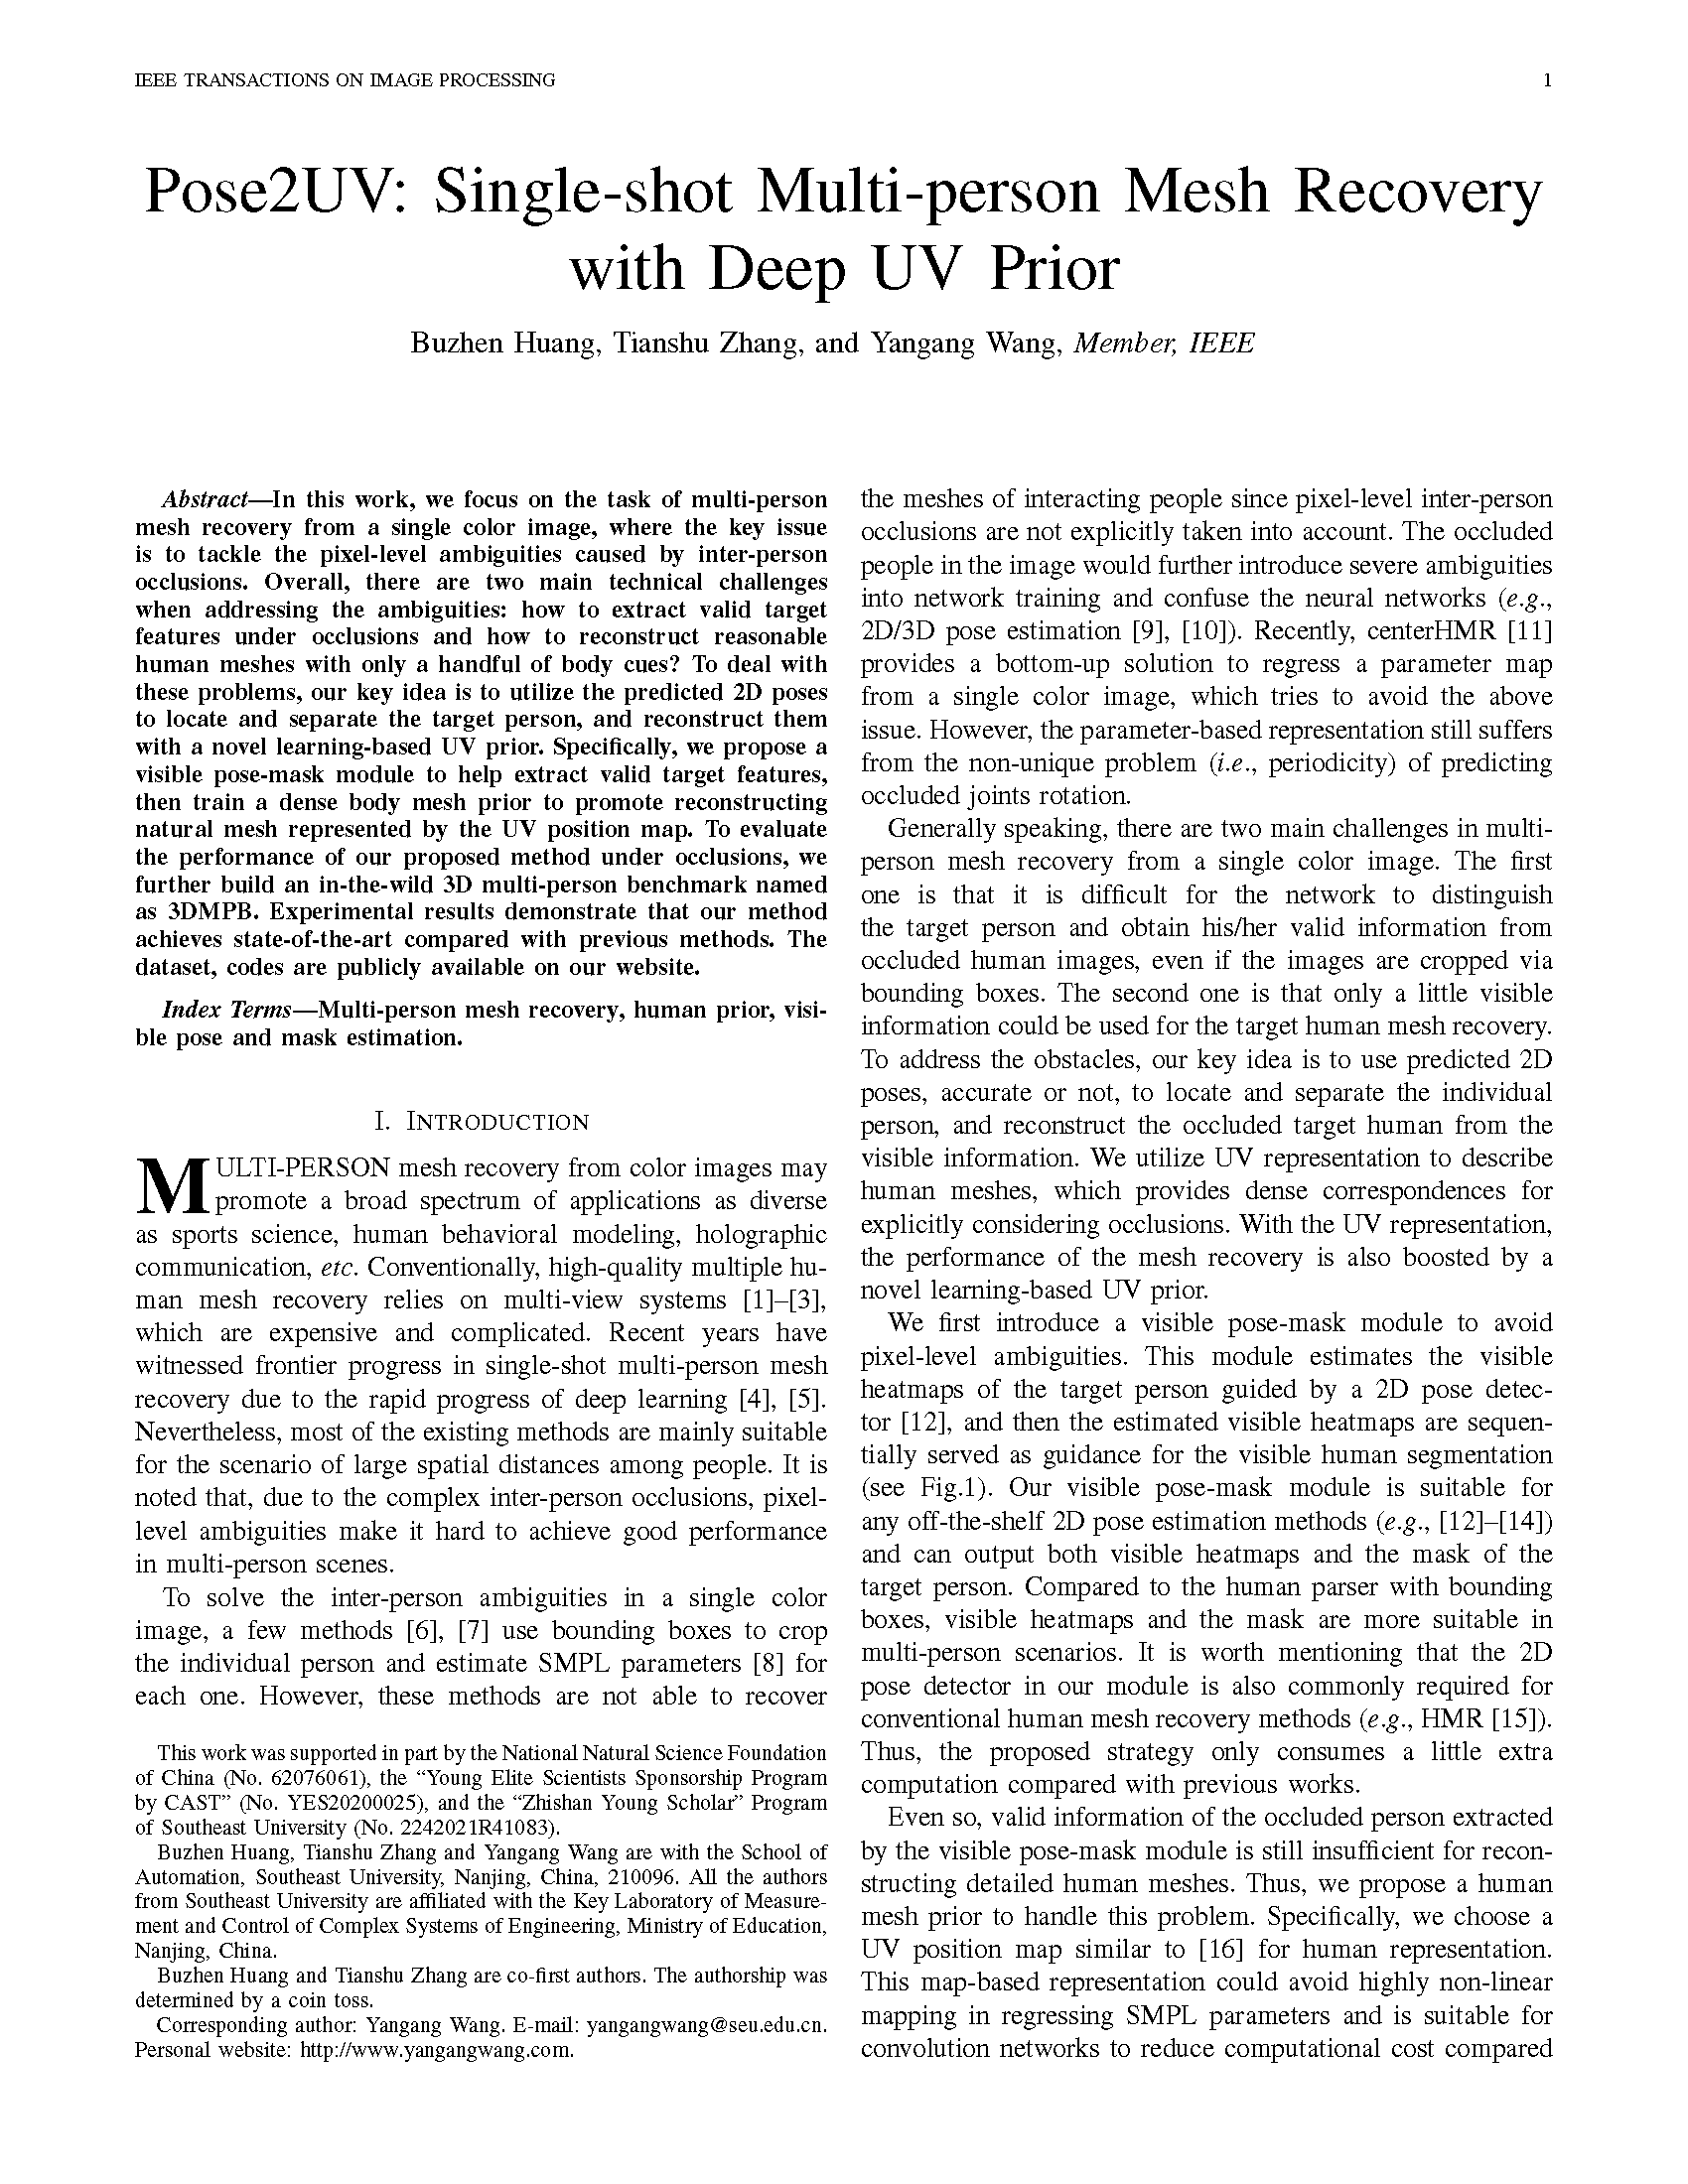 IEEE TRANSACTIONS ON IMAGE PROCESSING 1
Pose2UV: Single-shot Multi-person Mesh Recovery
with Deep UV Prior
Buzhen Huang, Tianshu Zhang, and Yangang Wang, Member, IEEE
Abstract—In this work, we focus on the task of multi-person
mesh recovery from a single color image, where the key issue
is to tackle the pixel-level ambiguities caused by inter-person
occlusions. Overall, there are two main technical challenges
when addressing the ambiguities: how to extract valid target
features under occlusions and how to reconstruct reasonable
human meshes with only a handful of body cues? To deal with
these problems, our key idea is to utilize the predicted 2D poses
to locate and separate the target person, and reconstruct them
with a novel learning-based UV prior. Specifically, we propose a
visible pose-mask module to help extract valid target features,
then train a dense body mesh prior to promote reconstructing
natural mesh represented by the UV position map. To evaluate
the performance of our proposed method under occlusions, we
further build an in-the-wild 3D multi-person benchmark named
as 3DMPB. Experimental results demonstrate that our method
achieves state-of-the-art compared with previous methods. The
dataset, codes are publicly available on our website.
Index Terms—Multi-person mesh recovery, human prior, visi-
ble pose and mask estimation.
I. INTRODUCTION
MULTI-PERSON mesh recovery from color images may
promote a broad spectrum of applications as diverse
as sports science, human behavioral modeling, holographic
communication, etc. Conventionally, high-quality multiple hu-
man mesh recovery relies on multi-view systems [1]–[3],
which are expensive and complicated. Recent years have
witnessed frontier progress in single-shot multi-person mesh
recovery due to the rapid progress of deep learning [4], [5].
Nevertheless, most of the existing methods are mainly suitable
for the scenario of large spatial distances among people. It is
noted that, due to the complex inter-person occlusions, pixel-
level ambiguities make it hard to achieve good performance
in multi-person scenes.
To solve the inter-person ambiguities in a single color
image, a few methods [6], [7] use bounding boxes to crop
the individual person and estimate SMPL parameters [8] for
each one. However, these methods are not able to recover
This work was supported in part by the National Natural Science Foundation
of China (No. 62076061), the “Young Elite Scientists Sponsorship Program
by CAST” (No. YES20200025), and the “Zhishan Young Scholar” Program
of Southeast University (No. 2242021R41083).
Buzhen Huang, Tianshu Zhang and Yangang Wang are with the School of
Automation, Southeast University, Nanjing, China, 210096. All the authors
from Southeast University are affiliated with the Key Laboratory of Measure-
ment and Control of Complex Systems of Engineering, Ministry of Education,
Nanjing, China.
Buzhen Huang and Tianshu Zhang are co-first authors. The authorship was
determined by a coin toss.
Corresponding author: Yangang Wang. E-mail: yangangwang@seu.edu.cn.
Personal website: http://www.yangangwang.com.
the meshes of interacting people since pixel-level inter-person
occlusions are not explicitly taken into account. The occluded
people in the image would further introduce severe ambiguities
into network training and confuse the neural networks (e.g.,
2D/3D pose estimation [9], [10]). Recently, centerHMR [11]
provides a bottom-up solution to regress a parameter map
from a single color image, which tries to avoid the above
issue. However, the parameter-based representation still suffers
from the non-unique problem (i.e., periodicity) of predicting
occluded joints rotation.
Generally speaking, there are two main challenges in multi-
person mesh recovery from a single color image. The first
one is that it is difficult for the network to distinguish
the target person and obtain his/her valid information from
occluded human images, even if the images are cropped via
bounding boxes. The second one is that only a little visible
information could be used for the target human mesh recovery.
To address the obstacles, our key idea is to use predicted 2D
poses, accurate or not, to locate and separate the individual
person, and reconstruct the occluded target human from the
visible information. We utilize UV representation to describe
human meshes, which provides dense correspondences for
explicitly considering occlusions. With the UV representation,
the performance of the mesh recovery is also boosted by a
novel learning-based UV prior.
We first introduce a visible pose-mask module to avoid
pixel-level ambiguities. This module estimates the visible
heatmaps of the target person guided by a 2D pose detec-
tor [12], and then the estimated visible heatmaps are sequen-
tially served as guidance for the visible human segmentation
(see Fig.1). Our visible pose-mask module is suitable for
any off-the-shelf 2D pose estimation methods (e.g., [12]–[14])
and can output both visible heatmaps and the mask of the
target person. Compared to the human parser with bounding
boxes, visible heatmaps and the mask are more suitable in
multi-person scenarios. It is worth mentioning that the 2D
pose detector in our module is also commonly required for
conventional human mesh recovery methods (e.g., HMR [15]).
Thus, the proposed strategy only consumes a little extra
computation compared with previous works.
Even so, valid information of the occluded person extracted
by the visible pose-mask module is still insufficient for recon-
structing detailed human meshes. Thus, we propose a human
mesh prior to handle this problem. Specifically, we choose a
UV position map similar to [16] for human representation.
This map-based representation could avoid highly non-linear
mapping in regressing SMPL parameters and is suitable for
convolution networks to reduce computational cost compared